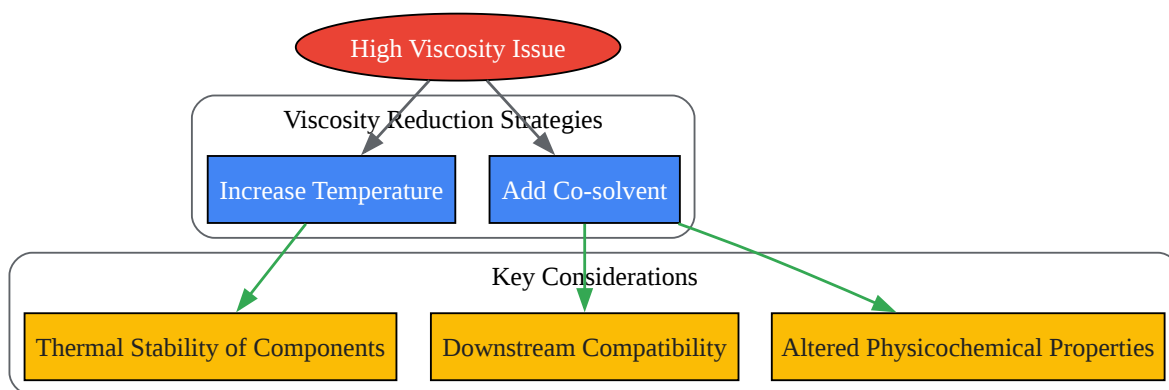 High Viscosity Issue
Viscosity Reduction Strategies
Increase Temperature
Add Co-solvent
Key Considerations
Thermal Stability of Components
Downstream Compatibility
Altered Physicochemical Properties